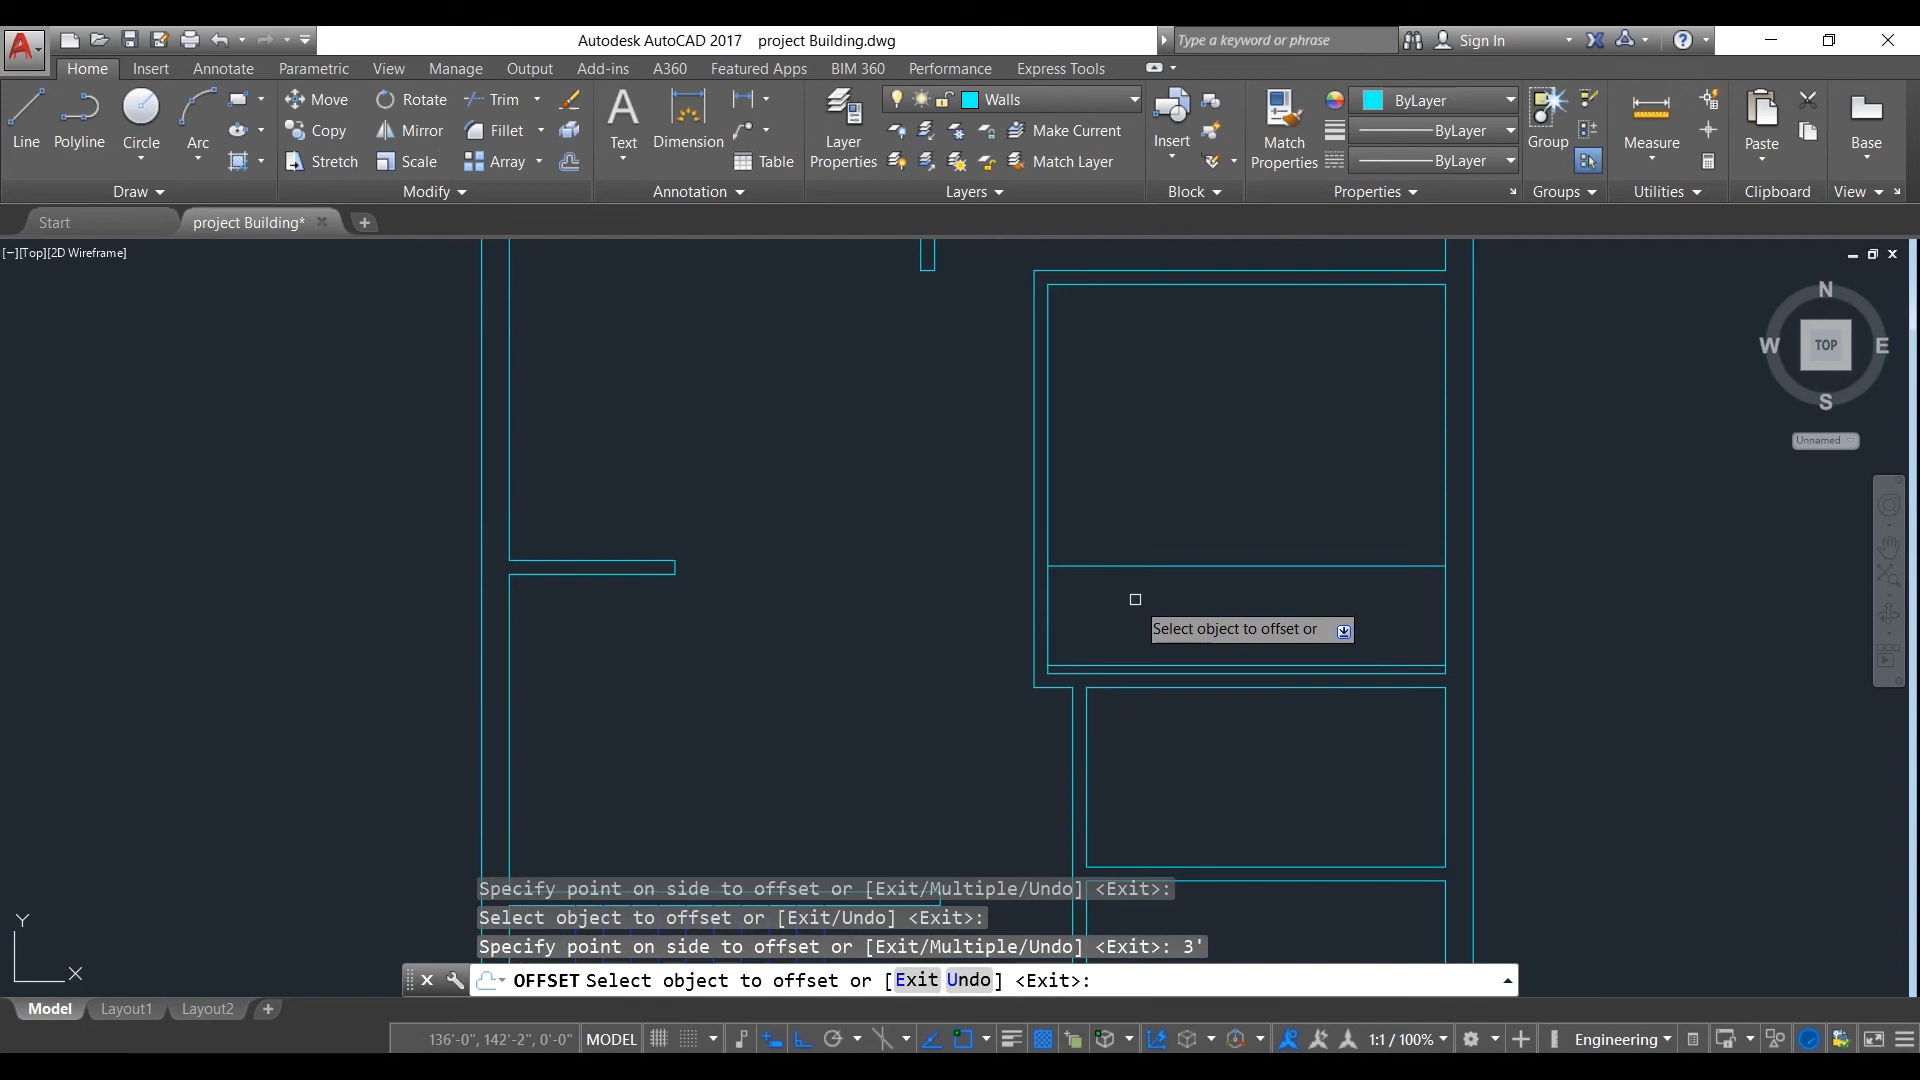 Autodesk AutoCAD 2017 project Building.dwg
Type a keyword or phrase
Sign In
Home Insert Annotate Parametric View Manage Output Add-ins A360 Featured Apps BIM 360 Performance Express Tools
Line Polyline Circle Arc
Move Rotate Trim
Copy Mirror Fillet
Stretch Scale Array
Text Dimension Table
Layer Properties
Walls
Make Current
Match Layer
Insert
Match Properties
ByLayer
ByLayer
ByLayer
Group
Measure
Paste
Base
Draw Modify Annotation Layers Block Properties Groups Utilities Clipboard View
Start project Building*
[−][Top][2D Wireframe]
N
W TOP E
S
Unnamed
Select object to offset or
Specify point on side to offset or [Exit/Multiple/Undo] <Exit>:
Select object to offset or [Exit/Undo] <Exit>:
Specify point on side to offset or [Exit/Multiple/Undo] <Exit>: 3'
OFFSET Select object to offset or [Exit Undo] <Exit>:
Y
X
Model Layout1 Layout2
136'-0", 142'-2", 0'-0" MODEL 1:1 / 100% Engineering